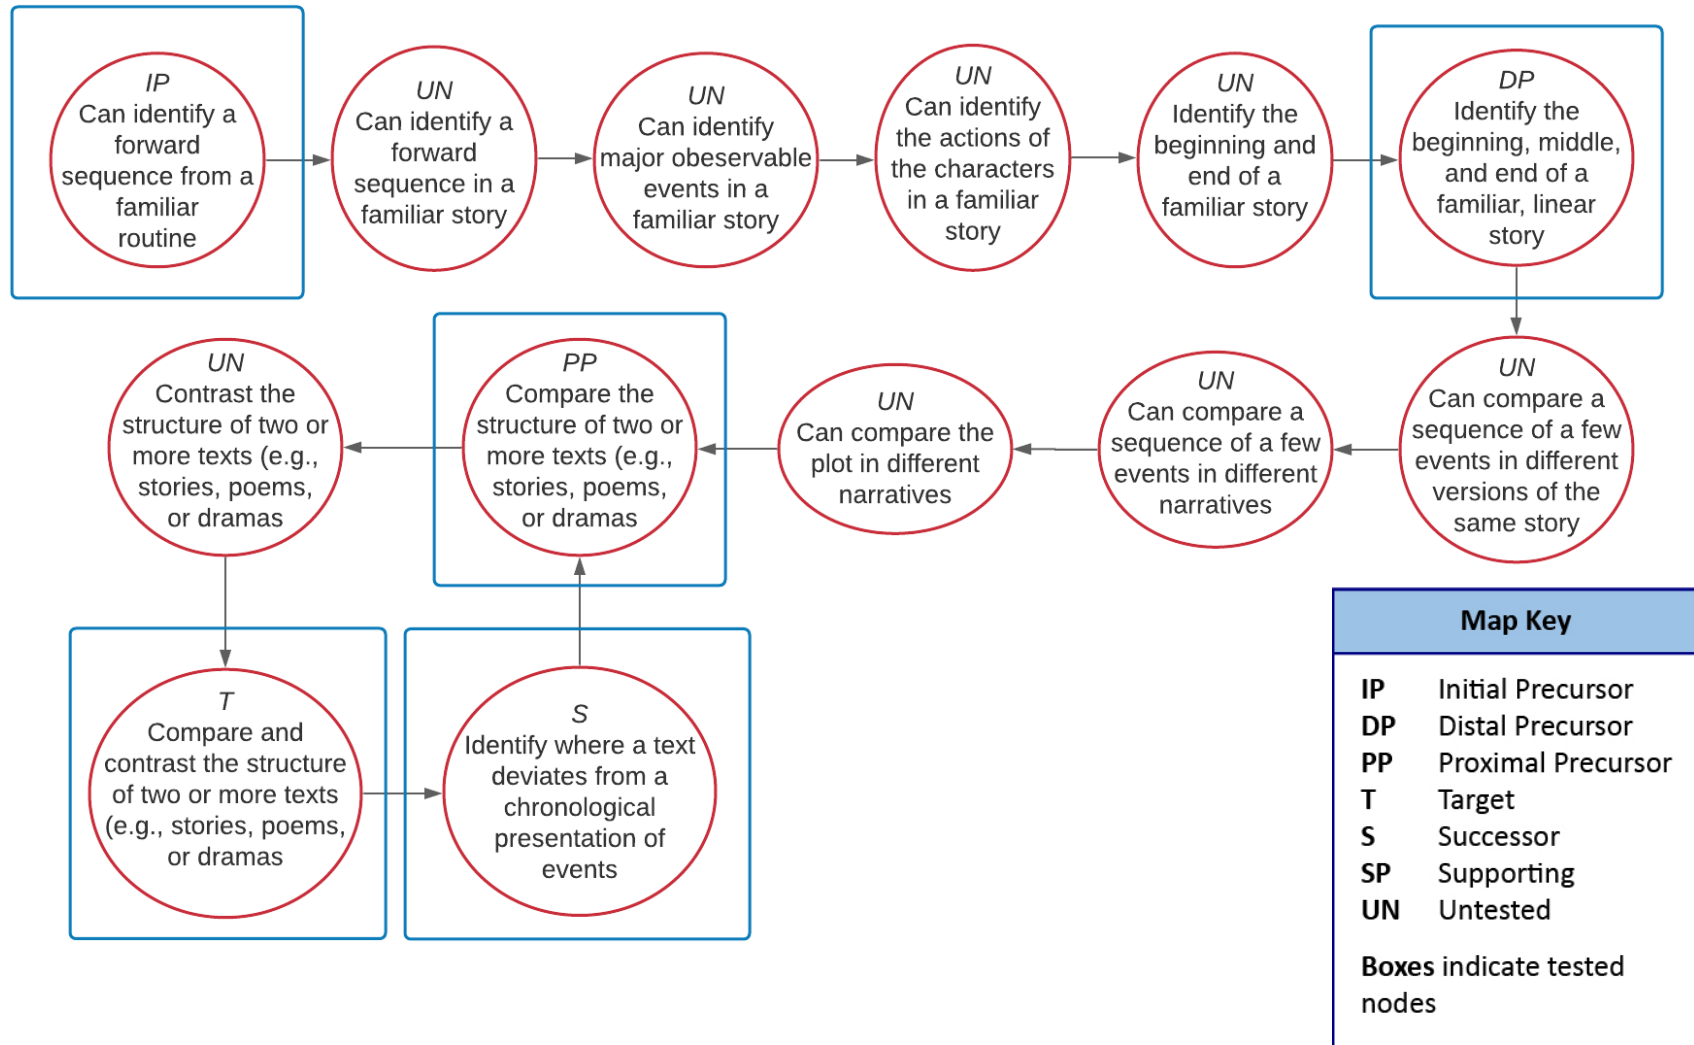 IP
Can identify a
forward
sequence from a
familiar
routine
UN
Can identify a
forward
sequence in a
familiar story
UN
Can identify
major obeservable
events in a
familiar story
UN
Can identify
the actions of
the characters
in a familiar
story
UN
Identify the
beginning and
end of a
familiar story
DP
Identify the
beginning, middle,
and end of a
familiar, linear
story
UN
Can compare a
sequence of a few
events in different
versions of the
same story
UN
Can compare a
sequence of a few
events in different
narratives
UN
Can compare the
plot in different
narratives
PP
Compare the
structure of two or
more texts (e.g.,
stories, poems,
or dramas
UN
Contrast the
structure of two or
more texts (e.g.,
stories, poems,
or dramas
T
Compare and
contrast the structure
of two or more texts
(e.g., stories, poems,
or dramas
S
Identify where a text
deviates from a
chronological
presentation of
events
Map Key
IP Initial Precursor
DP Distal Precursor
PP Proximal Precursor
T Target
S Successor
SP Supporting
UN Untested
Boxes indicate tested
nodes